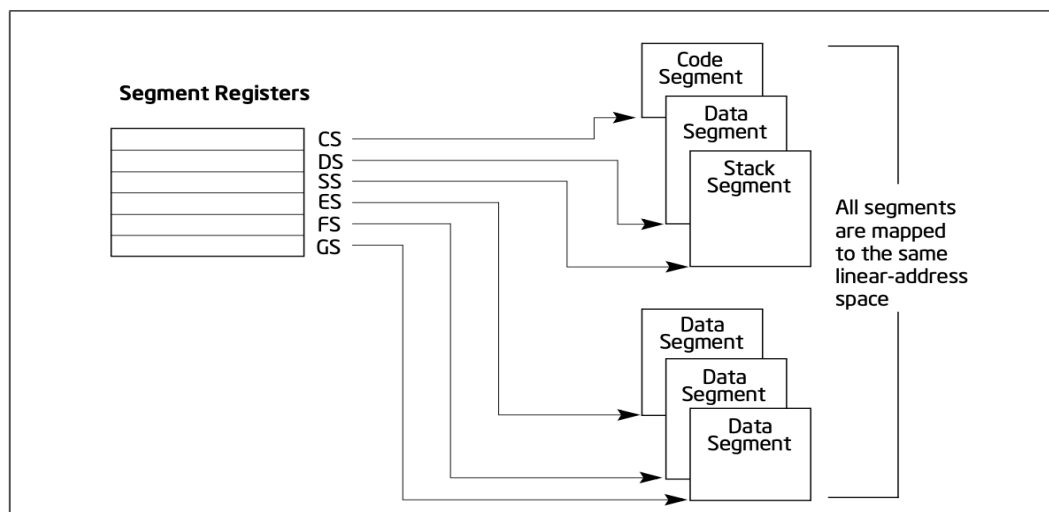 Segment Registers
CS
DS
SS
ES
FS
GS
Code
Segment
Data
Segment
Stack
Segment
Data
Segment
Data
Segment
Data
Segment
All segments
are mapped
to the same
linear-address
space